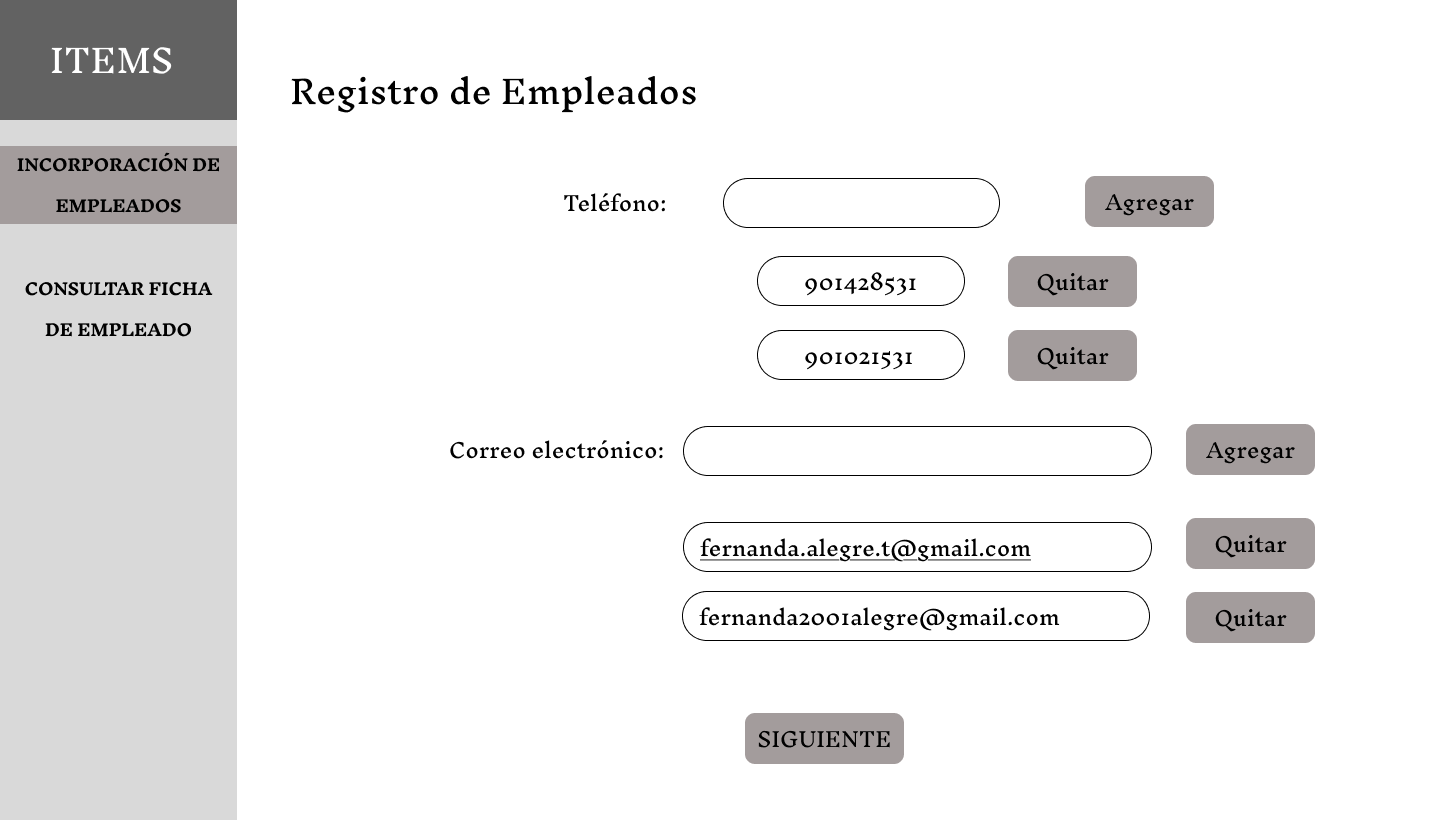 ITEMS
INCORPORACIÓN DE
EMPLEADOS
CONSULTAR FICHA
DE EMPLEADO
Registro de Empleados
Teléfono:
Agregar
901428531
Quitar
901021531
Quitar
Correo electrónico:
Agregar
fernanda.alegre.t@gmail.com
Quitar
fernanda2001alegre@gmail.com
Quitar
SIGUIENTE